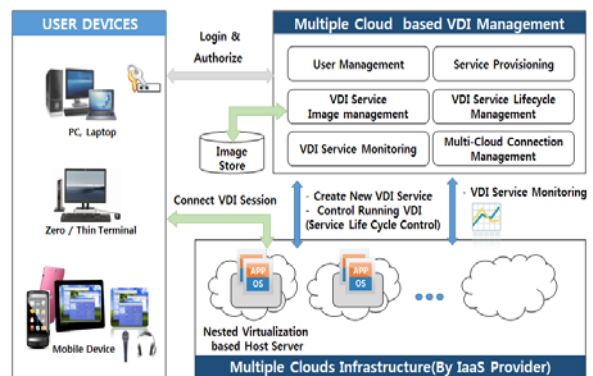 USER DEVICES
PC, Laptop
Zero / Thin Terminal
Mobile Device
Login &
Authorize
Multiple Cloud based VDI Management
User Management
Service Provisioning
VDI Service
Image management
VDI Service Lifecycle
Management
VDI Service Monitoring
Multi-Cloud Connection
Management
Image
Store
Connect VDI Session
- Create New VDI Service
- Control Running VDI
(Service Life Cycle Control)
- VDI Service Monitoring
APP
OS
APP
OS
Nested Virtualization
based Host Server
Multiple Clouds Infrastructure(By IaaS Provider)